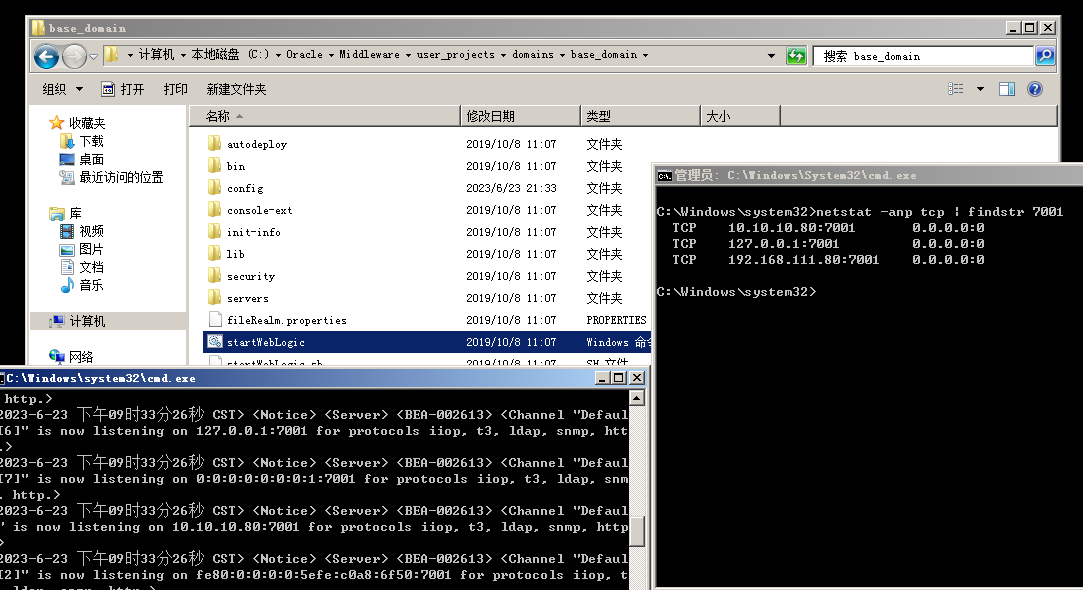 base_domain
计算机 本地磁盘 (C:) Oracle Middleware user_projects domains base_domain
搜索 base_domain
组织 打开 打印 新建文件夹
收藏夹
下载
桌面
最近访问的位置
库
视频
图片
文档
音乐
计算机
网络
名称 修改日期 类型 大小
autodeploy 2019/10/8 11:07 文件夹
bin 2019/10/8 11:07 文件夹
config 2023/6/23 21:33 文件夹
console-ext 2019/10/8 11:07 文件夹
init-info 2019/10/8 11:07 文件夹
lib 2019/10/8 11:07 文件夹
security 2019/10/8 11:07 文件夹
servers 2019/10/8 11:07 文件夹
fileRealm.properties 2019/10/8 11:07 PROPERTIES
startWebLogic 2019/10/8 11:07 Windows 命令
startWebLogic.sh 2019/10/8 11:07 SH 文件
管理员: C:\Windows\System32\cmd.exe
C:\Windows\system32>netstat -anp tcp | findstr 7001
TCP 10.10.10.80:7001 0.0.0.0:0
TCP 127.0.0.1:7001 0.0.0.0:0
TCP 192.168.111.80:7001 0.0.0.0:0
C:\Windows\system32>
C:\Windows\system32\cmd.exe
http.>
2023-6-23 下午09时33分26秒 CST> <Notice> <Server> <BEA-002613> <Channel "Defaul
[6]" is now listening on 127.0.0.1:7001 for protocols iiop, t3, ldap, snmp, htt
.>
2023-6-23 下午09时33分26秒 CST> <Notice> <Server> <BEA-002613> <Channel "Defaul
[7]" is now listening on 0:0:0:0:0:0:0:1:7001 for protocols iiop, t3, ldap, snm
, http.>
2023-6-23 下午09时33分26秒 CST> <Notice> <Server> <BEA-002613> <Channel "Defaul
" is now listening on 10.10.10.80:7001 for protocols iiop, t3, ldap, snmp, http
>
2023-6-23 下午09时33分26秒 CST> <Notice> <Server> <BEA-002613> <Channel "Defaul
[2]" is now listening on fe80:0:0:0:0:5efe:c0a8:6f50:7001 for protocols iiop, t
, ldap, snmp, http.>